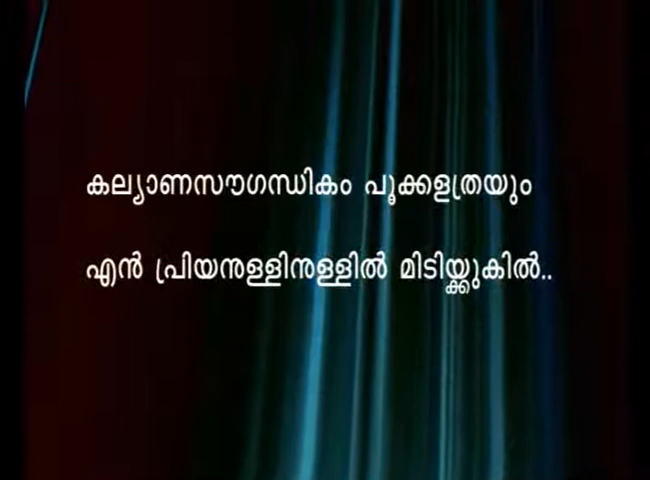 കല്യാണസൗഗന്ധികം പൂക്കളത്രയും
എൻ പ്രിയനുള്ളിനുള്ളിൽ മിടിയ്ക്കുകിൽ..